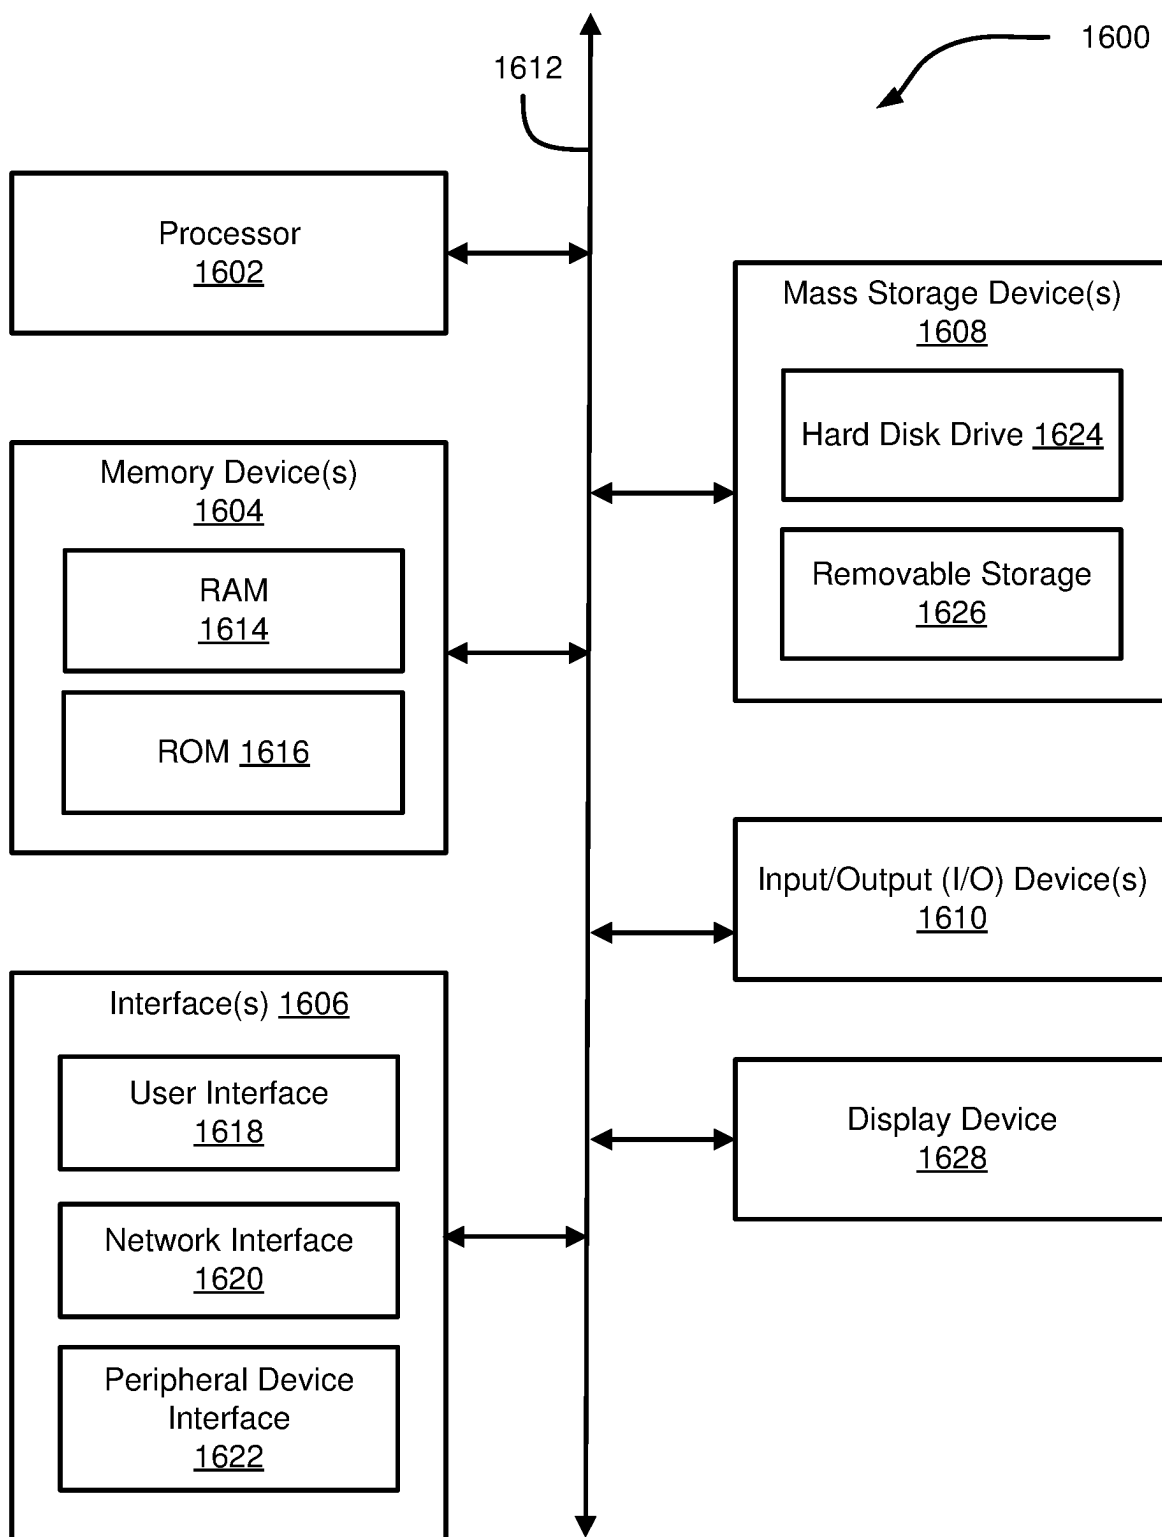 1600
1612
Processor
1602
Mass Storage Device(s)
1608
Hard Disk Drive 1624
Removable Storage
1626
Memory Device(s)
1604
RAM
1614
ROM 1616
Input/Output (I/O) Device(s)
1610
Interface(s) 1606
User Interface
1618
Network Interface
1620
Peripheral Device
Interface
1622
Display Device
1628